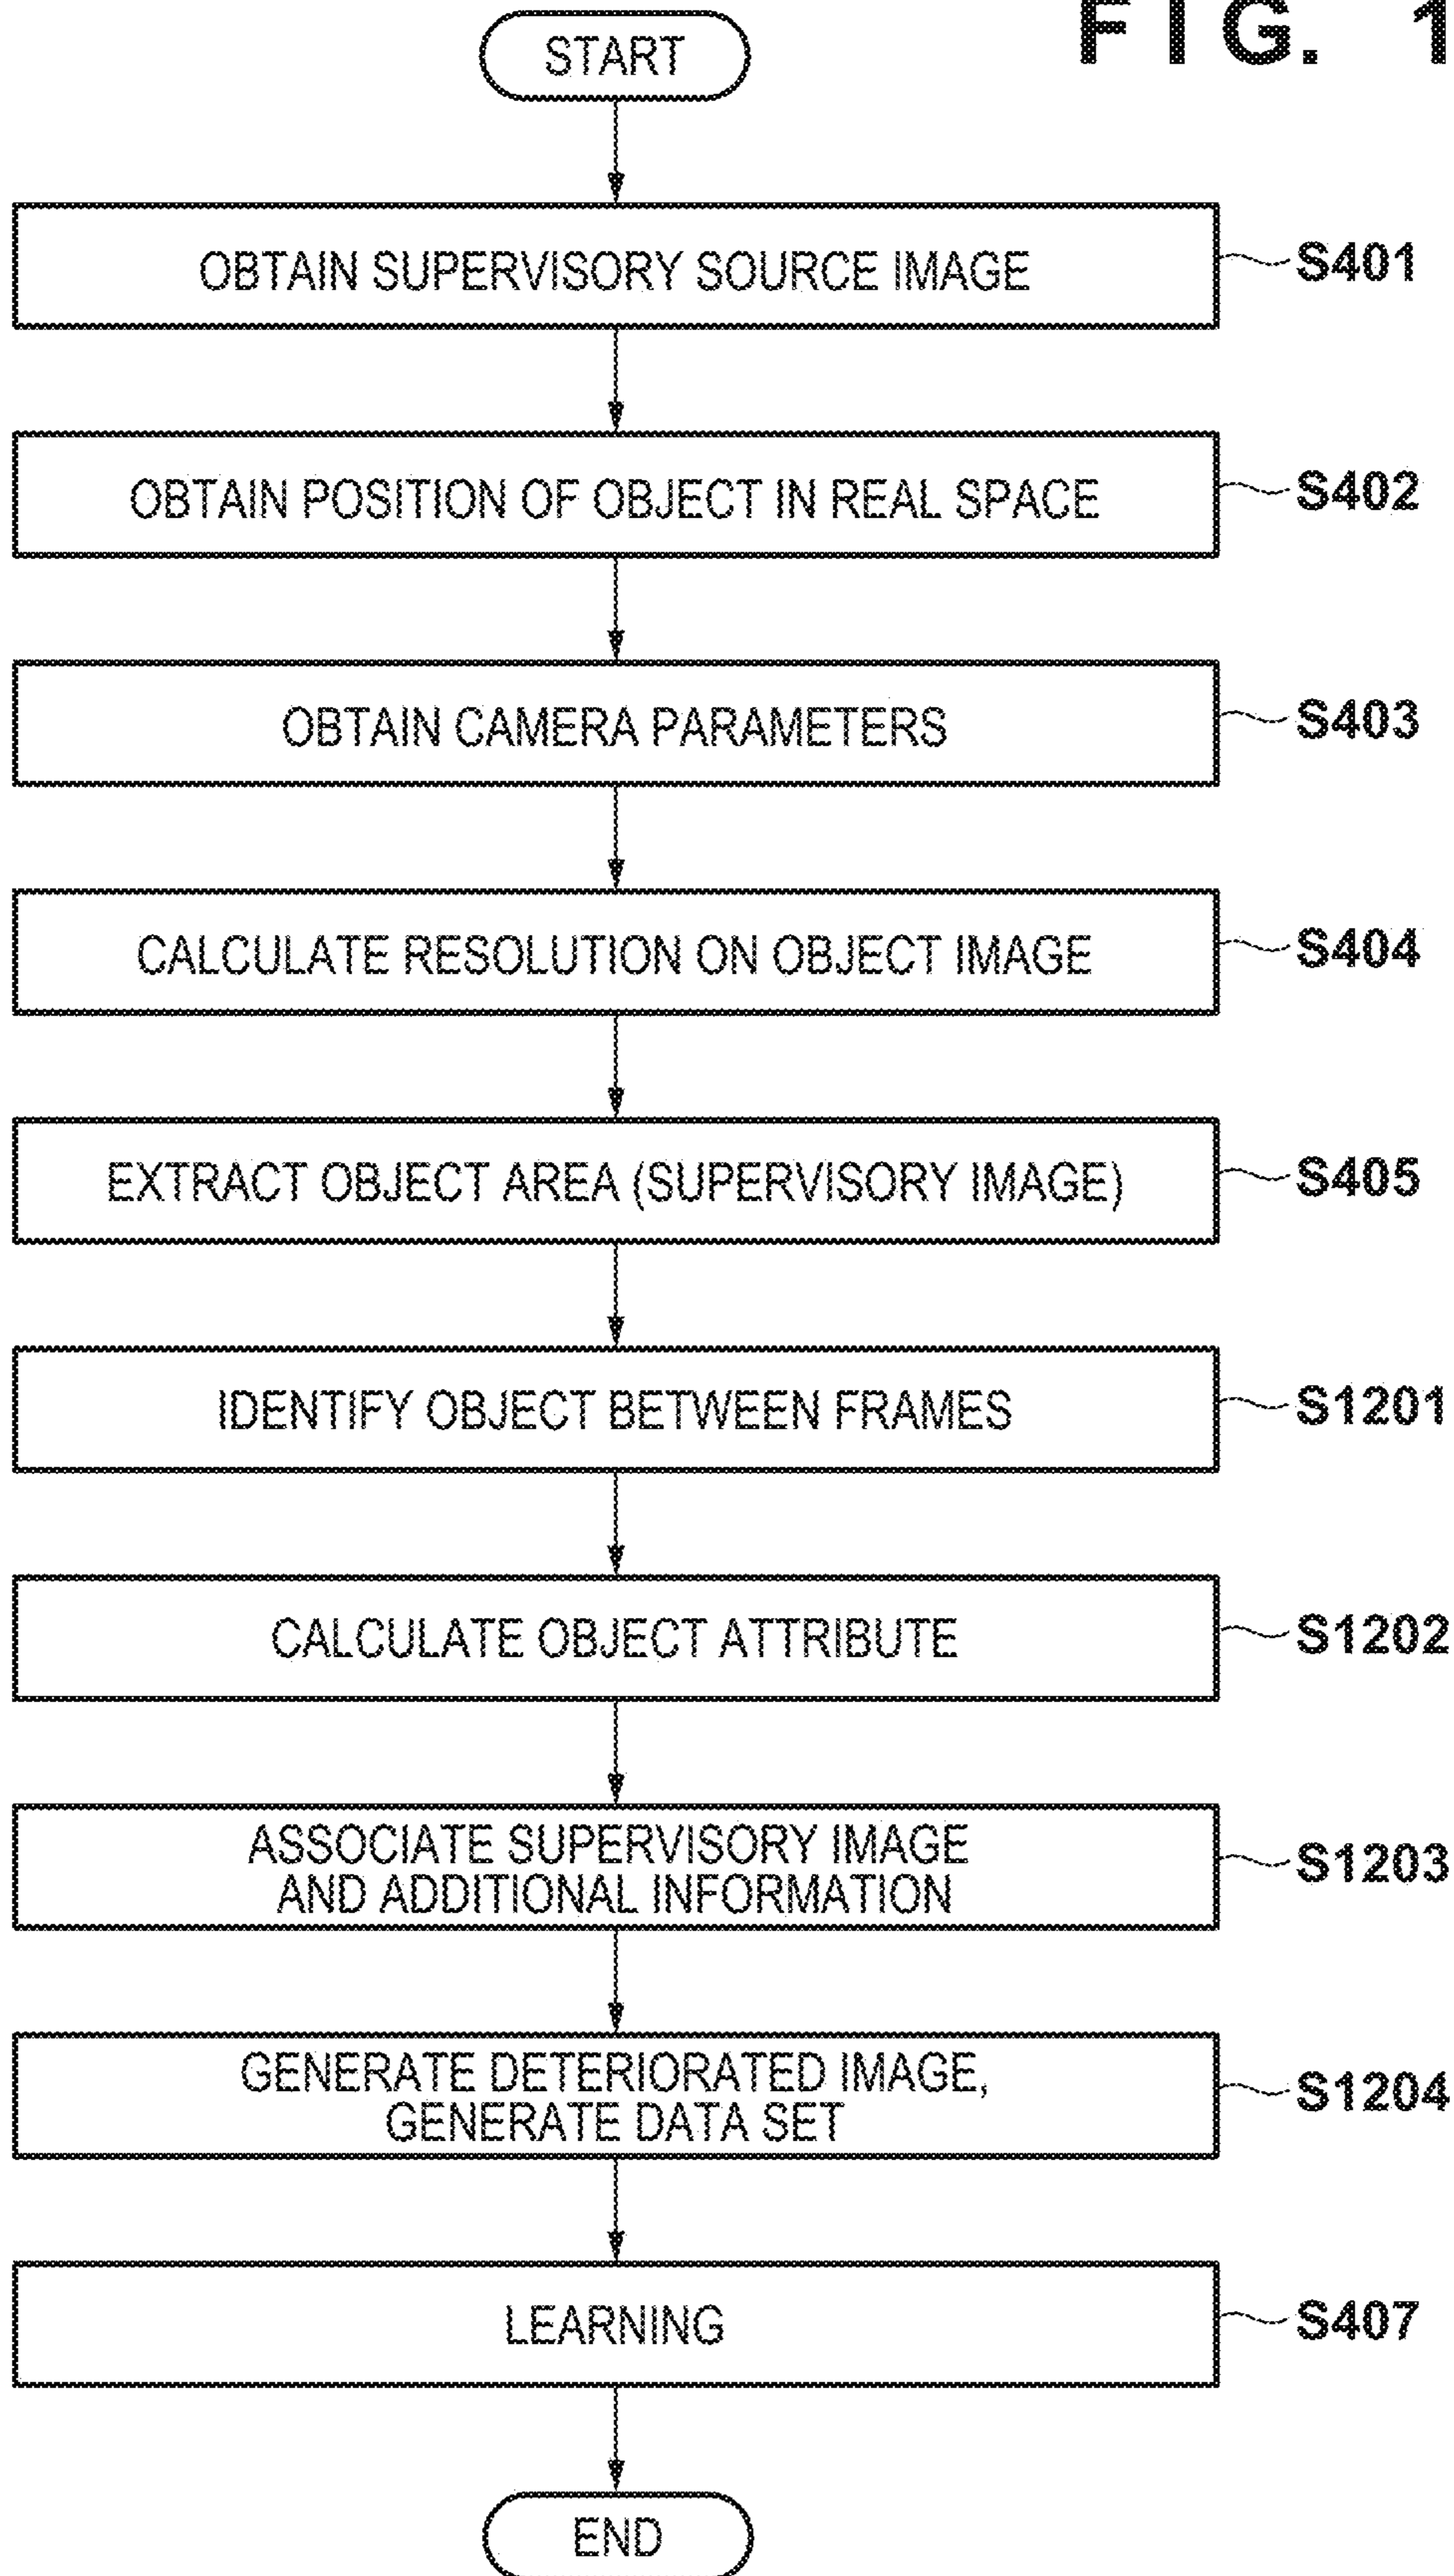 FIG. 1
START
OBTAIN SUPERVISORY SOURCE IMAGE
S401
OBTAIN POSITION OF OBJECT IN REAL SPACE
S402
OBTAIN CAMERA PARAMETERS
S403
CALCULATE RESOLUTION ON OBJECT IMAGE
S404
EXTRACT OBJECT AREA (SUPERVISORY IMAGE)
S405
IDENTIFY OBJECT BETWEEN FRAMES
S1201
CALCULATE OBJECT ATTRIBUTE
S1202
ASSOCIATE SUPERVISORY IMAGE
AND ADDITIONAL INFORMATION
S1203
GENERATE DETERIORATED IMAGE,
GENERATE DATA SET
S1204
LEARNING
S407
END